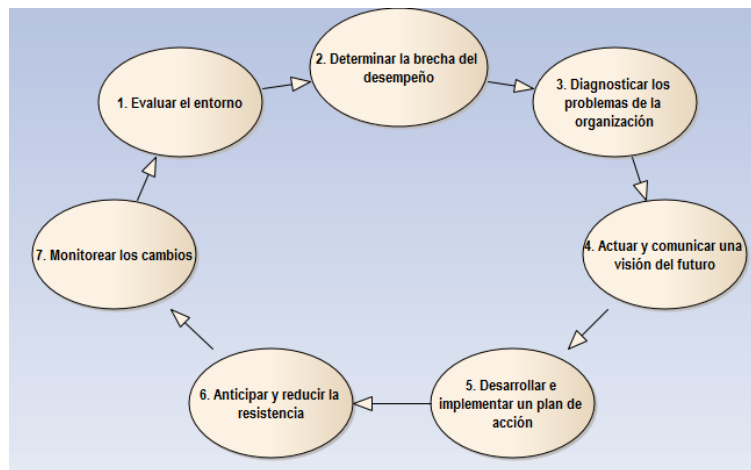 1. Evaluar el entorno
2. Determinar la brecha del
desempeño
3. Diagnosticar los
problemas de la
organización
4. Actuar y comunicar una
visión del futuro
5. Desarrollar e
implementar un plan de
acción
6. Anticipar y reducir la
resistencia
7. Monitorear los cambios